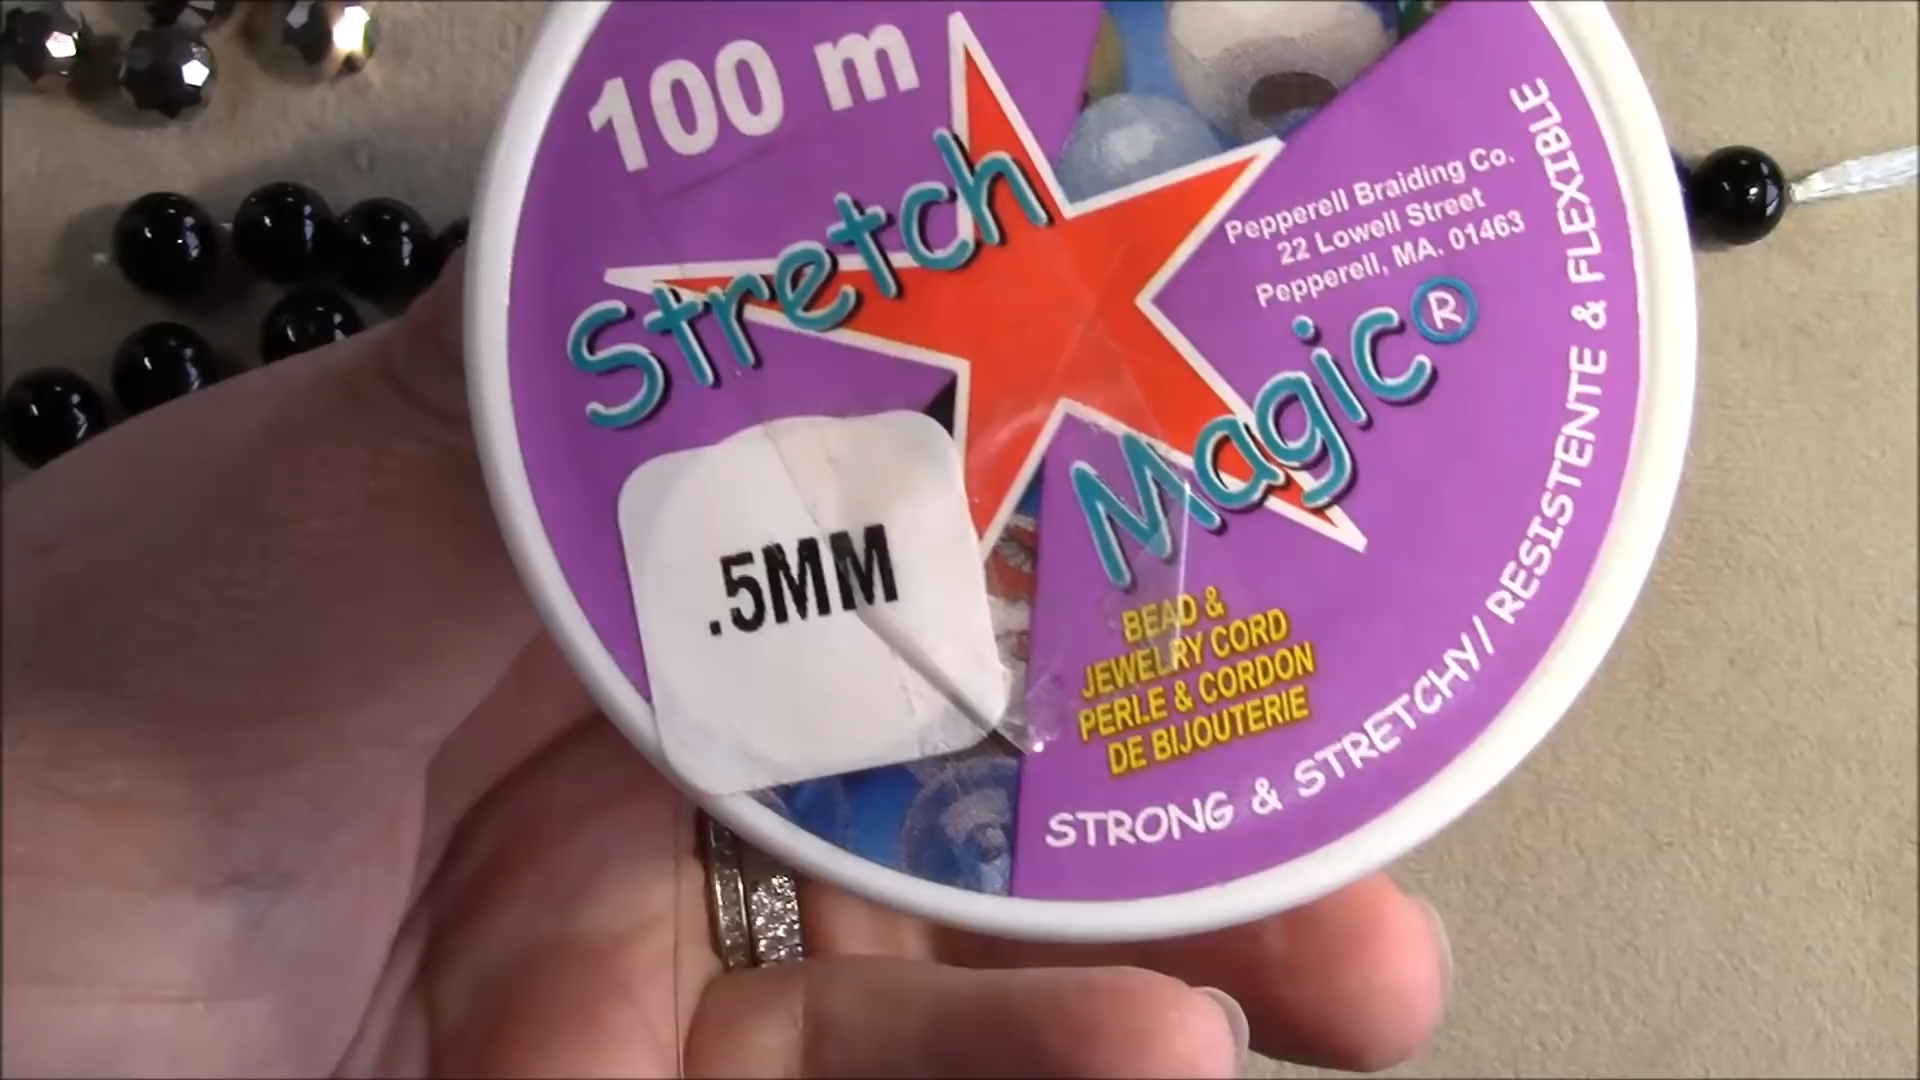 100 m
Stretch
Magic®
Pepperell Braiding Co.
22 Lowell Street
Pepperell, MA. 01463
.5MM
BEAD &
JEWELRY CORD
PERLE & CORDON
DE BIJOUTERIE
STRONG & STRETCHY/ RESISTENTE & FLEXIBLE